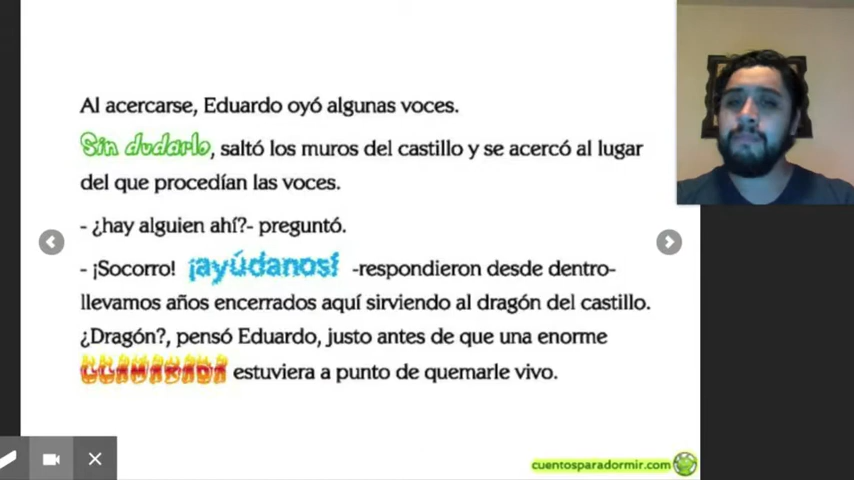 Al acercarse, Eduardo oyó algunas voces.
Sin dudarlo, saltó los muros del castillo y se acercó al lugar
del que procedían las voces.
- ¿hay alguien ahí?- preguntó.
- ¡Socorro! ¡ayúdanos! -respondieron desde dentro-
llevamos años encerrados aquí sirviendo al dragón del castillo.
¿Dragón?, pensó Eduardo, justo antes de que una enorme
LLAMARADA estuviera a punto de quemarle vivo.
cuentosparadormir.com